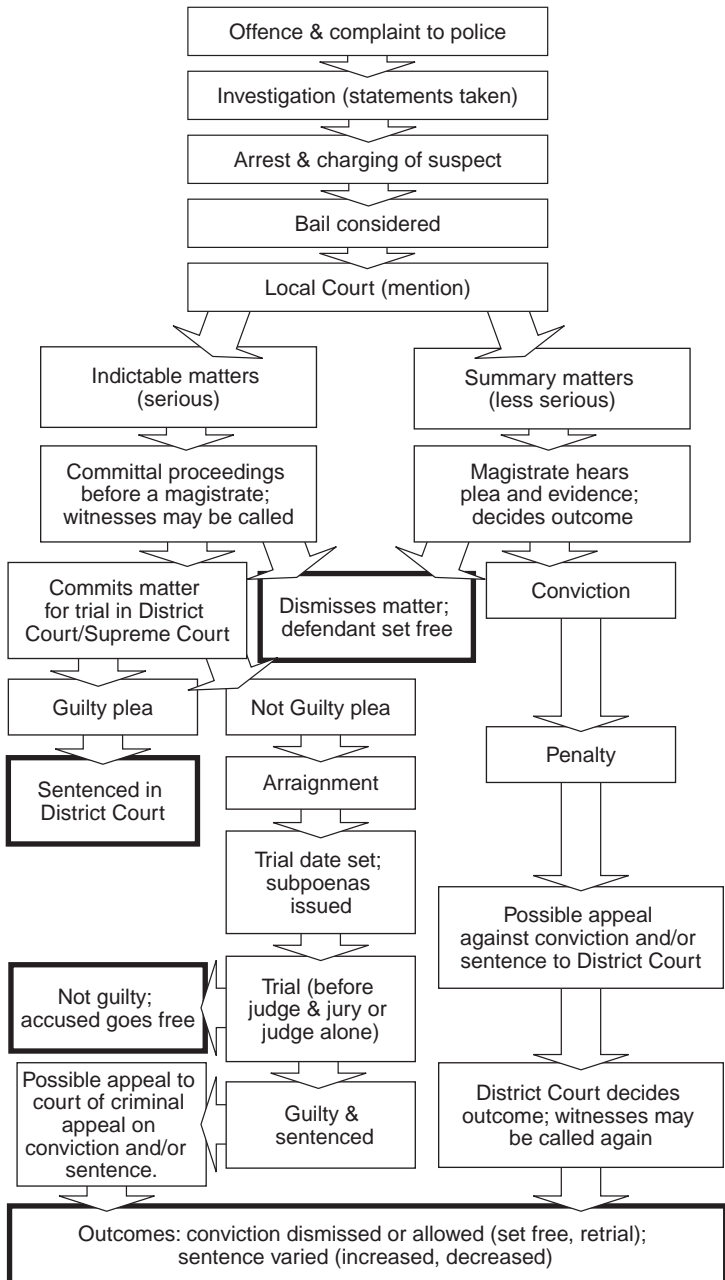 Offence & complaint to police
Investigation (statements taken)
Arrest & charging of suspect
Bail considered
Local Court (mention)
Indictable matters
(serious)
Summary matters
(less serious)
Committal proceedings
before a magistrate;
witnesses may be called
Magistrate hears
plea and evidence;
decides outcome
Commits matter
for trial in District
Court/Supreme Court
Dismisses matter;
defendant set free
Conviction
Guilty plea
Not Guilty plea
Penalty
Sentenced in
District Court
Arraignment
Trial date set;
subpoenas
issued
Possible appeal
against conviction and/or
sentence to District Court
Not guilty;
accused goes free
Trial (before
judge & jury or
judge alone)
Possible appeal to
court of criminal
appeal on
conviction and/or
sentence.
Guilty &
sentenced
District Court decides
outcome; witnesses may
be called again
Outcomes: conviction dismissed or allowed (set free, retrial);
sentence varied (increased, decreased)